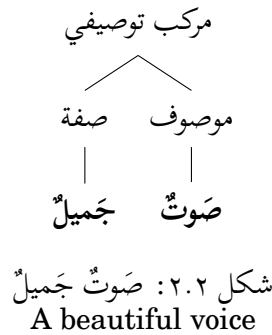 مركب توصيفي
موصوف صفة
صَوتٌ جَميلٌ
شكل ٢.٢: صَوتٌ جَميلٌ
A beautiful voice